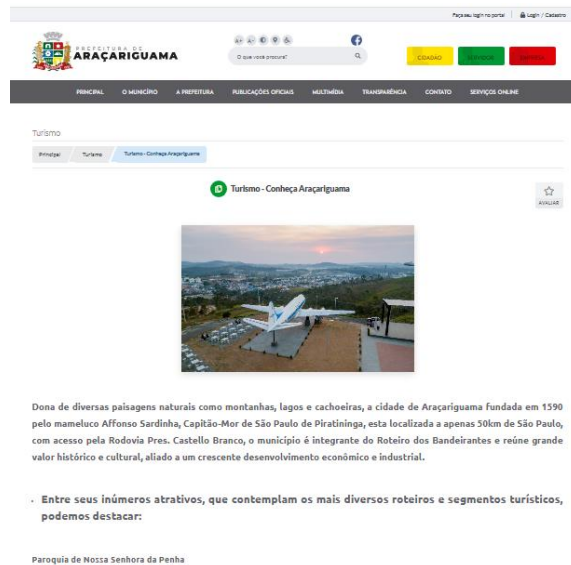 Faça seu login no portal
Login / Cadastro
PREFEITURA DE
ARAÇARIGUAMA
A+ A-
O que você procura?
CIDADÃO
SERVIDOR
EMPRESA
PRINCIPAL O MUNICÍPIO A PREFEITURA PUBLICAÇÕES OFICIAIS MULTIMÍDIA TRANSPARÊNCIA CONTATO SERVIÇOS ONLINE
Turismo
Principal Turismo Turismo - Conheça Araçariguama
Turismo - Conheça Araçariguama
AVALIAR
Dona de diversas paisagens naturais como montanhas, lagos e cachoeiras, a cidade de Araçariguama fundada em 1590
pelo mameluco Affonso Sardinha, Capitão-Mor de São Paulo de Piratininga, esta localizada a apenas 50km de São Paulo,
com acesso pela Rodovia Pres. Castello Branco, o município é integrante do Roteiro dos Bandeirantes e reúne grande
valor histórico e cultural, aliado a um crescente desenvolvimento econômico e industrial.
Entre seus inúmeros atrativos, que contemplam os mais diversos roteiros e segmentos turísticos,
podemos destacar:
Paroquia de Nossa Senhora da Penha